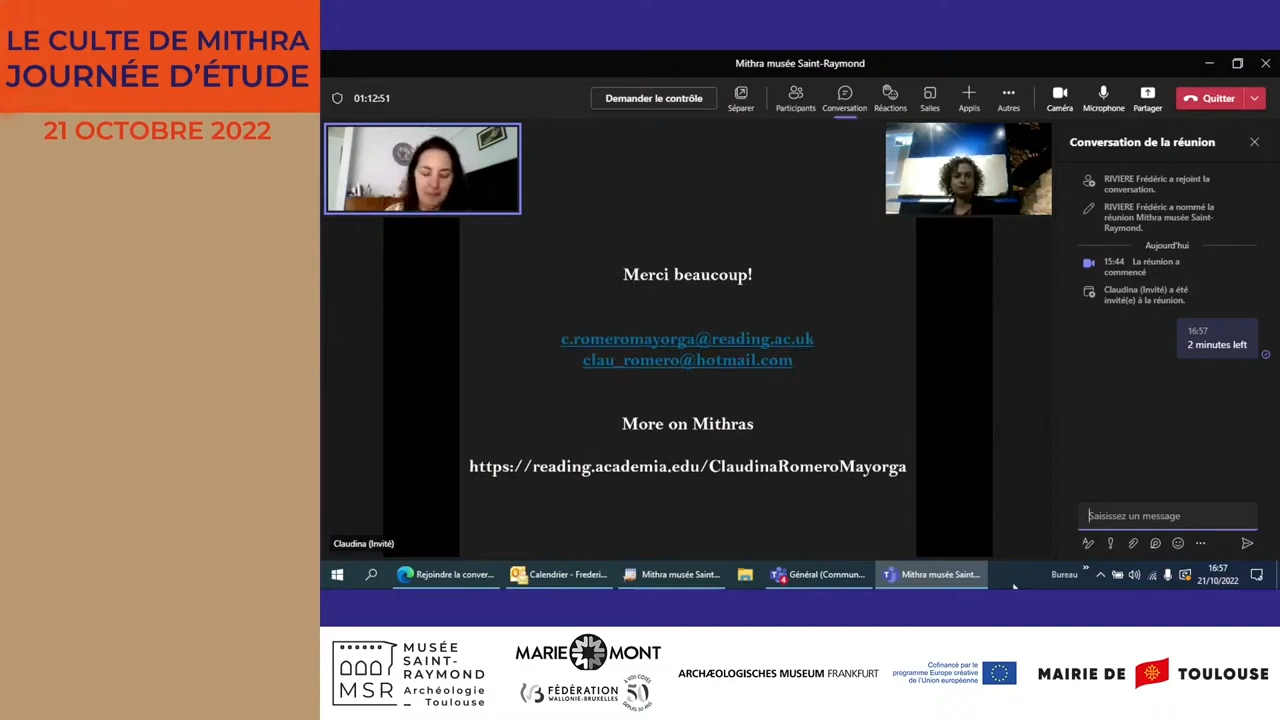 LE CULTE DE MITHRA
JOURNÉE D'ÉTUDE
21 OCTOBRE 2022
Mithra musée Saint-Raymond
01:12:51
Demander le contrôle
Séparer
Participants
Conversation
Réactions
Salles
Applis
Autres
Caméra
Microphone
Partager
Quitter
Conversation de la réunion
RIVIERE Frédéric a rejoint la
conversation.
RIVIERE Frédéric a nommé la
réunion Mithra musée Saint-
Raymond.
Aujourd'hui
15:44 La réunion a
commencé
Claudina (Invité) a été
invité(e) à la réunion.
16:57
2 minutes left
Merci beaucoup!
c.romeromayorga@reading.ac.uk
clau_romero@hotmail.com
More on Mithras
https://reading.academia.edu/ClaudinaRomeroMayorga
Saisissez un message
Claudina (Invité)
Rejoindre la conver...
Calendrier - Frederi...
Mithra musée Saint...
Général (Commun...
Mithra musée Saint...
Bureau
16:57
21/10/2022
MSR
MUSÉE
SAINT-
RAYMOND
Archéologie
Toulouse
MARIEMONT
FÉDÉRATION
WALLONIE-BRUXELLES
À VOS CÔTÉS
50
DEPUIS 50 ANS
ARCHÆOLOGISCHES MUSEUM FRANKFURT
Cofinancé par le
programme Europe créative
de l'Union européenne
MAIRIE DE TOULOUSE